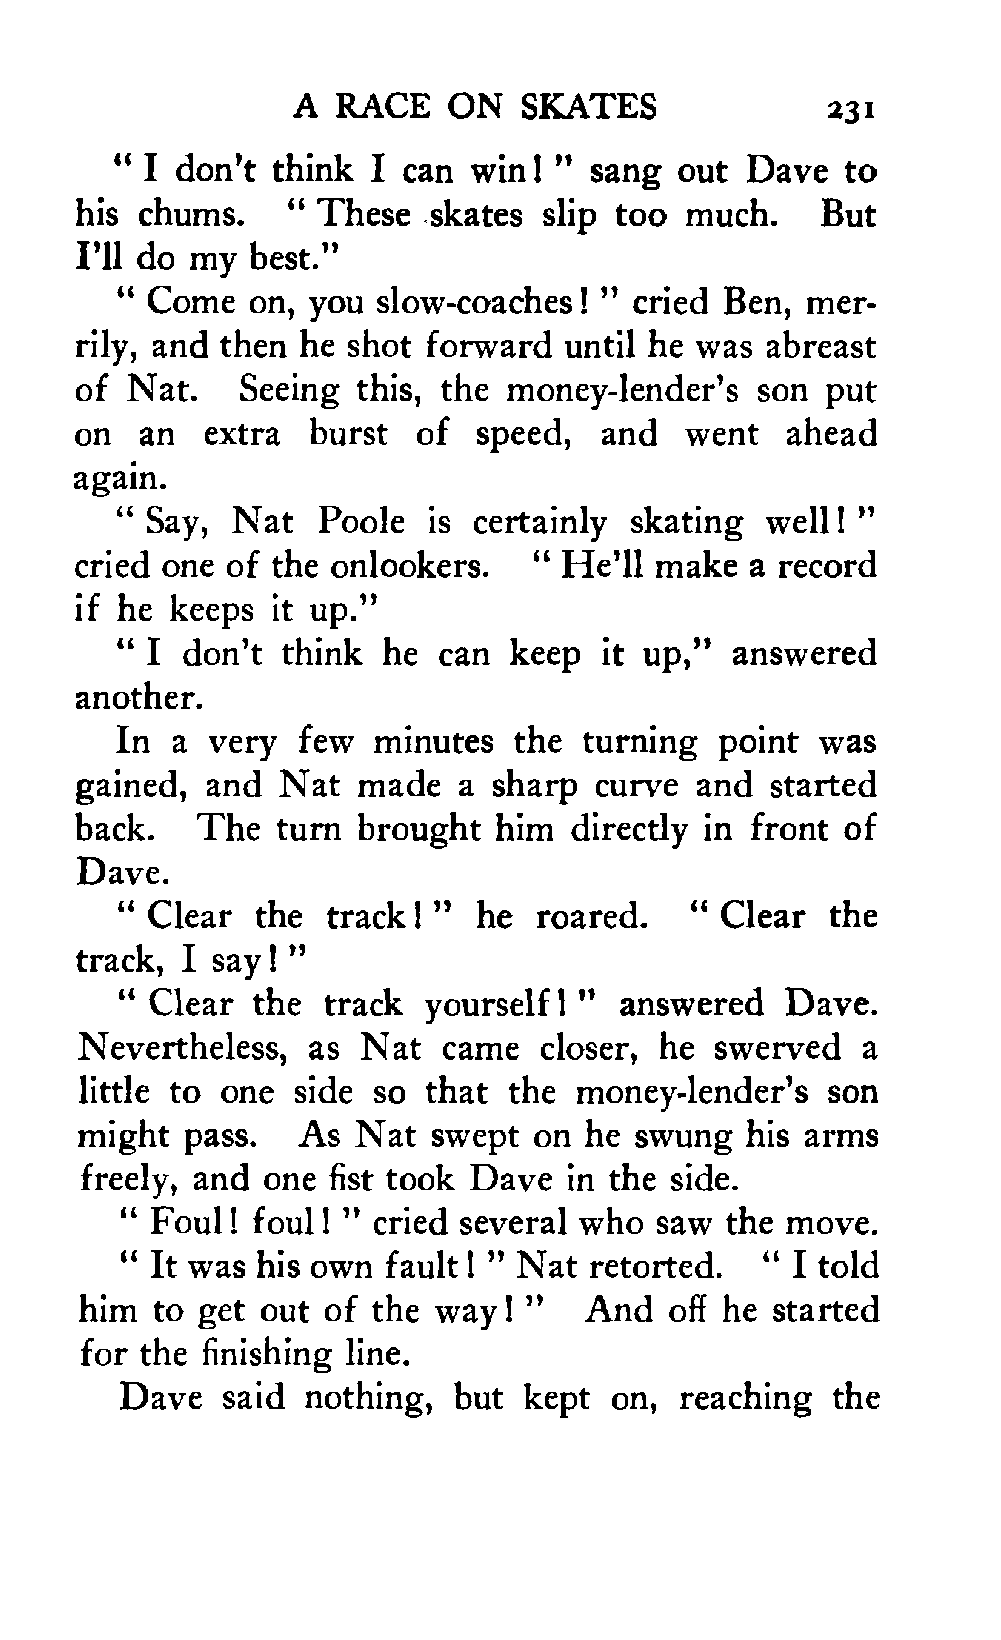 A RACE ON SKATES 231
" I don't think I can win! " sang out Dave to
his chums. " These skates slip too much. But
I'll do my best."
" Come on, you slow-coaches! " cried Ben, mer-
rily, and then he shot forward until he was abreast
of Nat. Seeing this, the money-lender's son put
on an extra burst of speed, and went ahead
again.
" Say, Nat Poole is certainly skating well! "
cried one of the onlookers. " He'll make a record
if he keeps it up."
" I don't think he can keep it up," answered
another.
In a very few minutes the turning point was
gained, and Nat made a sharp curve and started
back. The turn brought him directly in front of
Dave.
" Clear the track! " he roared. " Clear the
track, I say! "
" Clear the track yourself! " answered Dave.
Nevertheless, as Nat came closer, he swerved a
little to one side so that the money-lender's son
might pass. As Nat swept on he swung his arms
freely, and one fist took Dave in the side.
" Foul! foul! " cried several who saw the move.
" It was his own fault! " Nat retorted. " I told
him to get out of the way! " And off he started
for the finishing line.
Dave said nothing, but kept on, reaching the